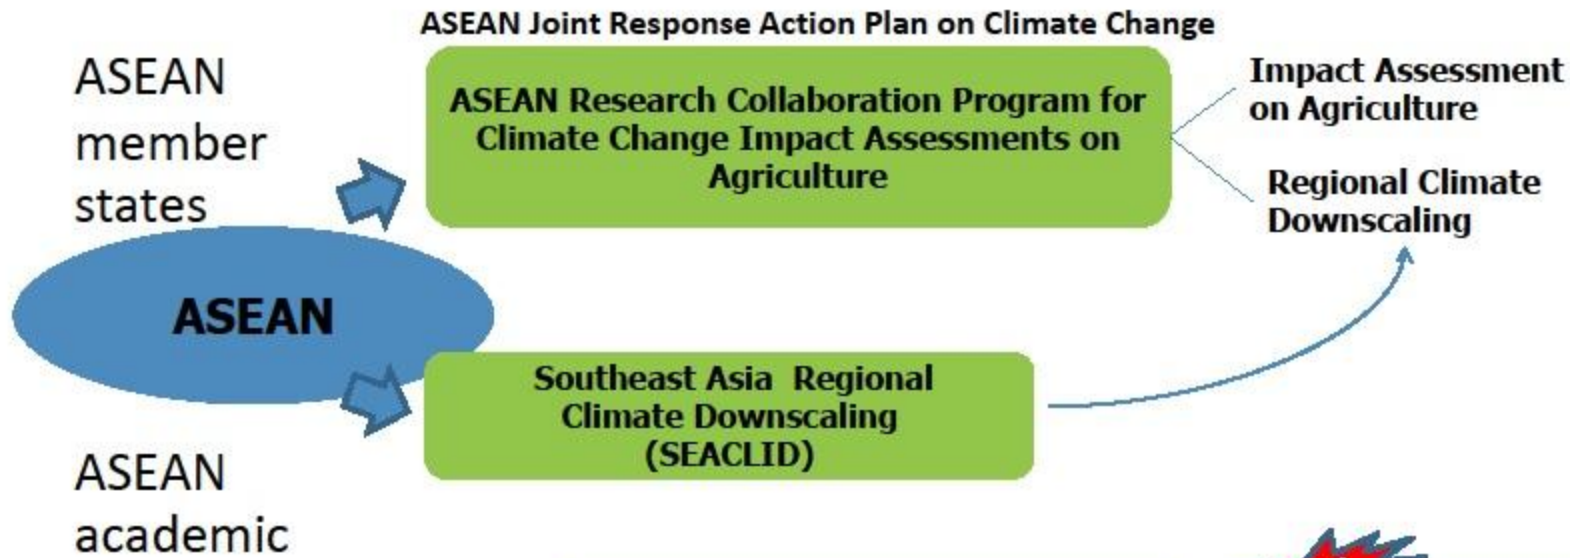 ASEAN Joint Response Action Plan on Climate Change
ASEAN
member
states
ASEAN Research Collaboration Program for
Climate Change Impact Assessments on
Agriculture
Impact Assessment
on Agriculture
Regional Climate
Downscaling
ASEAN
Southeast Asia Regional
Climate Downscaling
(SEACLID)
ASEAN
academic